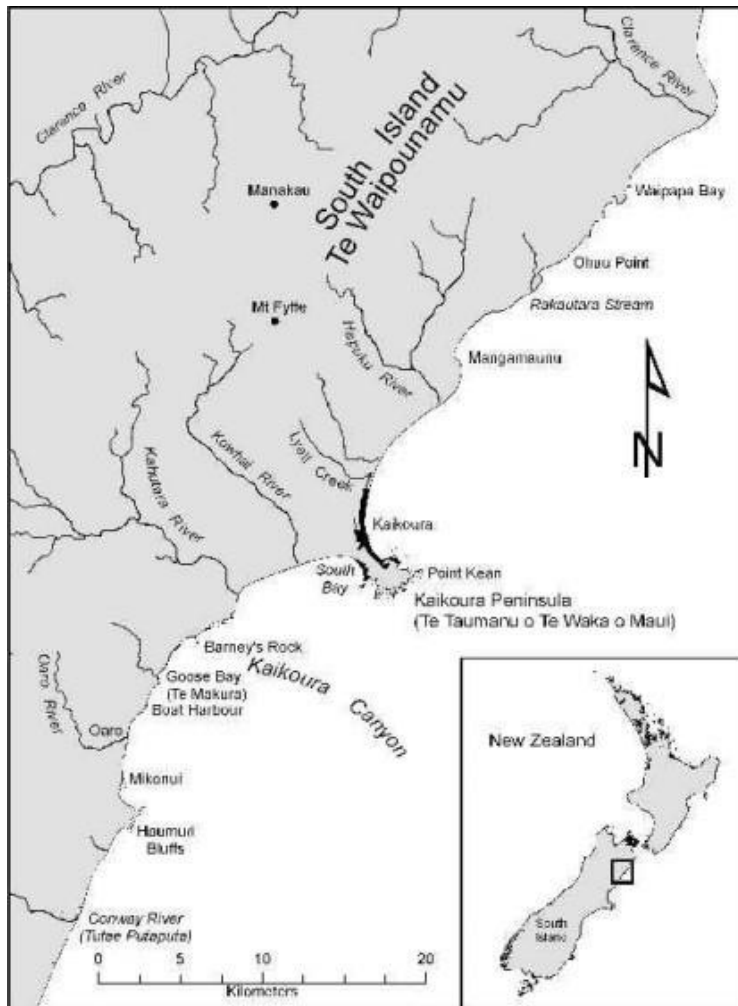 Clarence River
Clarence River
South Island
Te Waipounamu
Manakau
Waipapa Bay
Ohau Point
Rakautara Stream
Mt Fyffe
Hapuku River
Mangamaunu
N
Lyall Creek
Kowhai River
Kahutara River
Kaikoura
South
Bay
Point Kean
Kaikoura Peninsula
(Te Taumanu o Te Waka o Maui)
Barney's Rock
Kaikoura Canyon
Goose Bay
(Te Makura)
Boat Harbour
Oaro River
Oaro
Mikonui
Haumuri
Bluffs
Conway River
(Tutae Putaputa)
0 5 10 20
Kilometers
New Zealand
South
Island